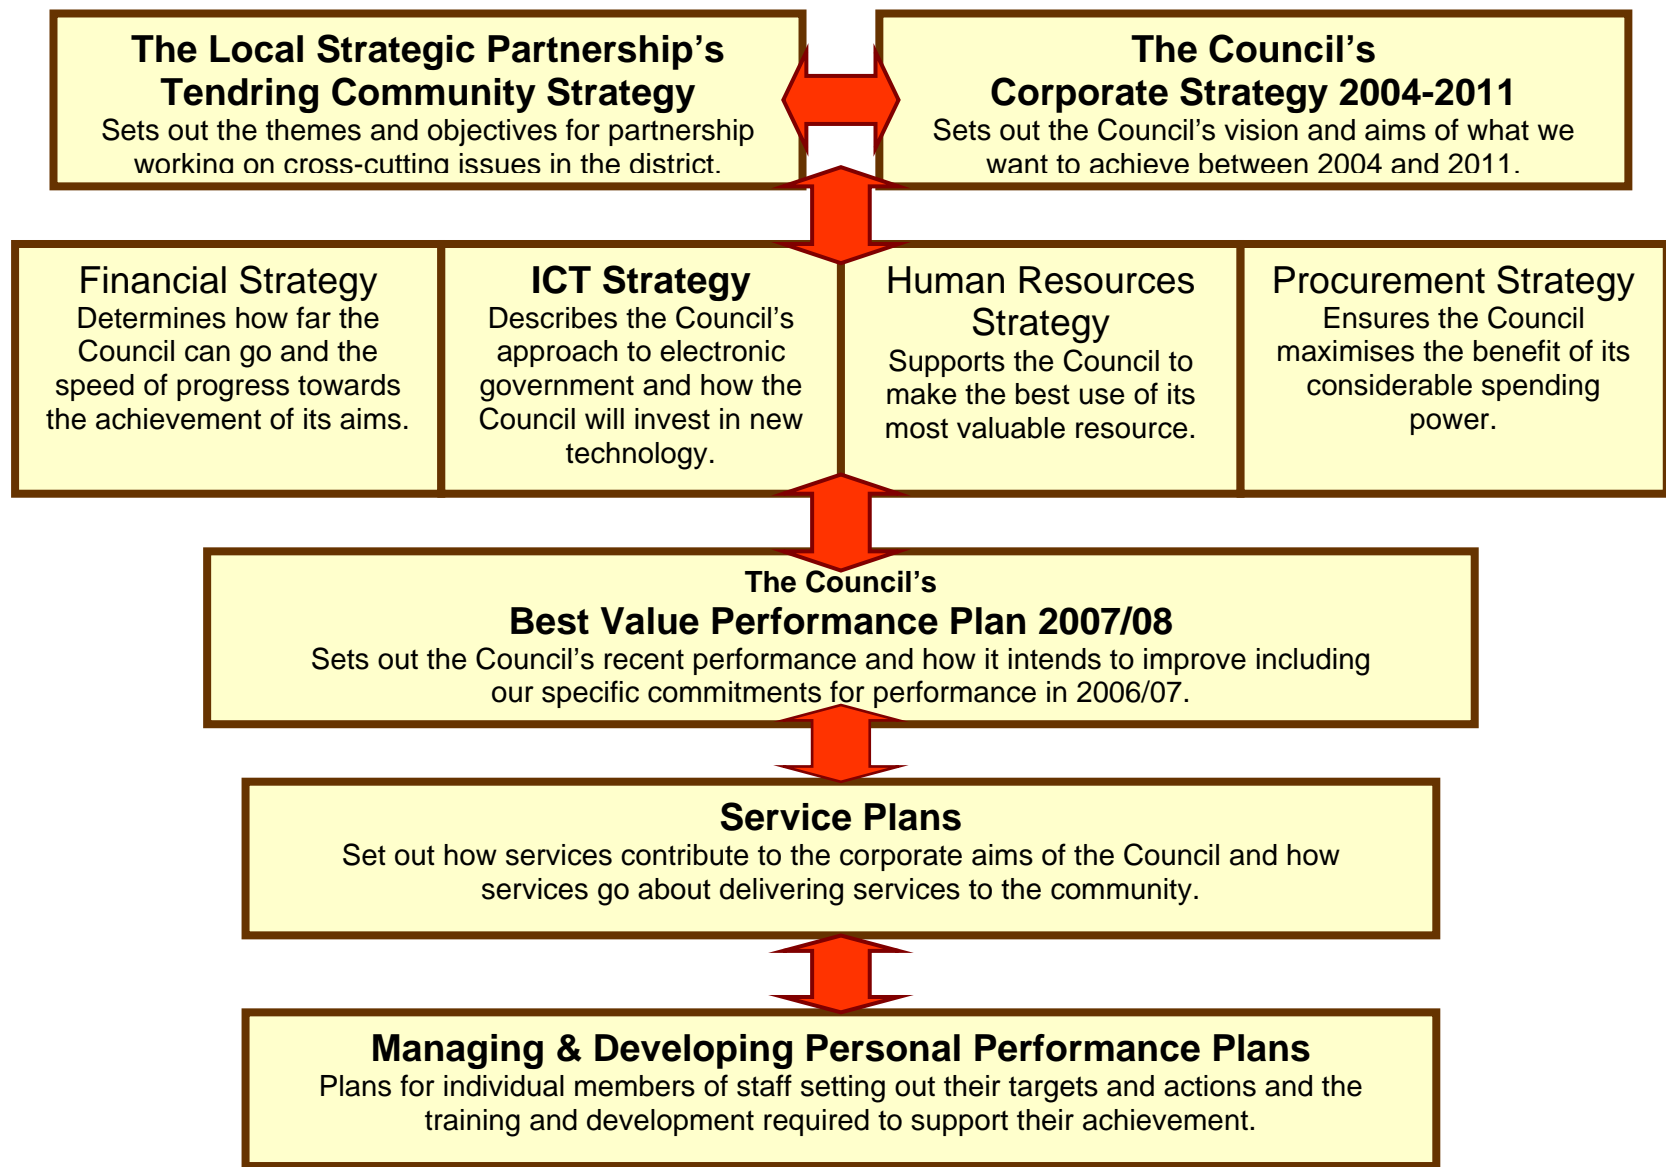 The Local Strategic Partnership’s
Tendring Community Strategy
Sets out the themes and objectives for partnership
working on cross-cutting issues in the district.
The Council’s
Corporate Strategy 2004-2011
Sets out the Council’s vision and aims of what we
want to achieve between 2004 and 2011.
Financial Strategy
Determines how far the
Council can go and the
speed of progress towards
the achievement of its aims.
ICT Strategy
Describes the Council’s
approach to electronic
government and how the
Council will invest in new
technology.
Human Resources
Strategy
Supports the Council to
make the best use of its
most valuable resource.
Procurement Strategy
Ensures the Council
maximises the benefit of its
considerable spending
power.
The Council’s
Best Value Performance Plan 2007/08
Sets out the Council’s recent performance and how it intends to improve including
our specific commitments for performance in 2006/07.
Service Plans
Set out how services contribute to the corporate aims of the Council and how
services go about delivering services to the community.
Managing & Developing Personal Performance Plans
Plans for individual members of staff setting out their targets and actions and the
training and development required to support their achievement.